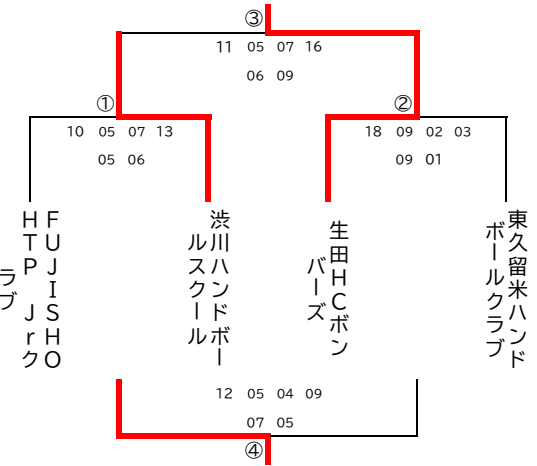 ③
11 05 07 16
06 09
①
②
10 05 07 13
05 06
18 09 02 03
09 01
FUJISHO
HTP Jrク
ラブ
渋川ハンドボー
ルスクール
生田HCボン
バーズ
東久留米ハンド
ボールクラブ
12 05 04 09
07 05
④